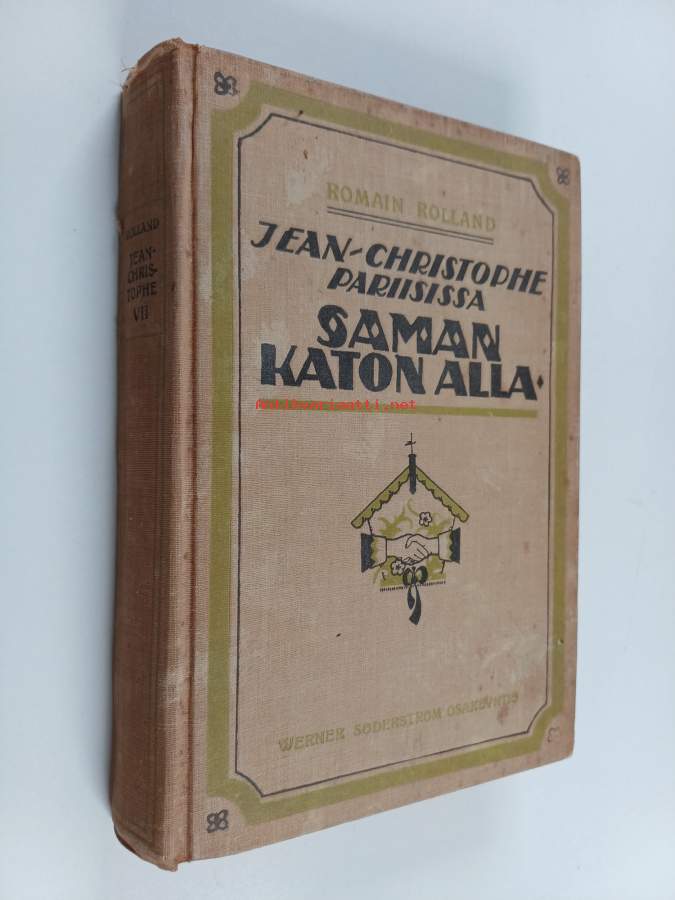 ROLLAND
JEAN-
CHRIS-
TOPHE
VII
ROMAIN ROLLAND
JEAN-CHRISTOPHE
PARIISISSA
SAMAN
KATON ALLA
Antikvariaatti.net
WERNER SÖDERSTRÖM OSAKEYHTIÖ